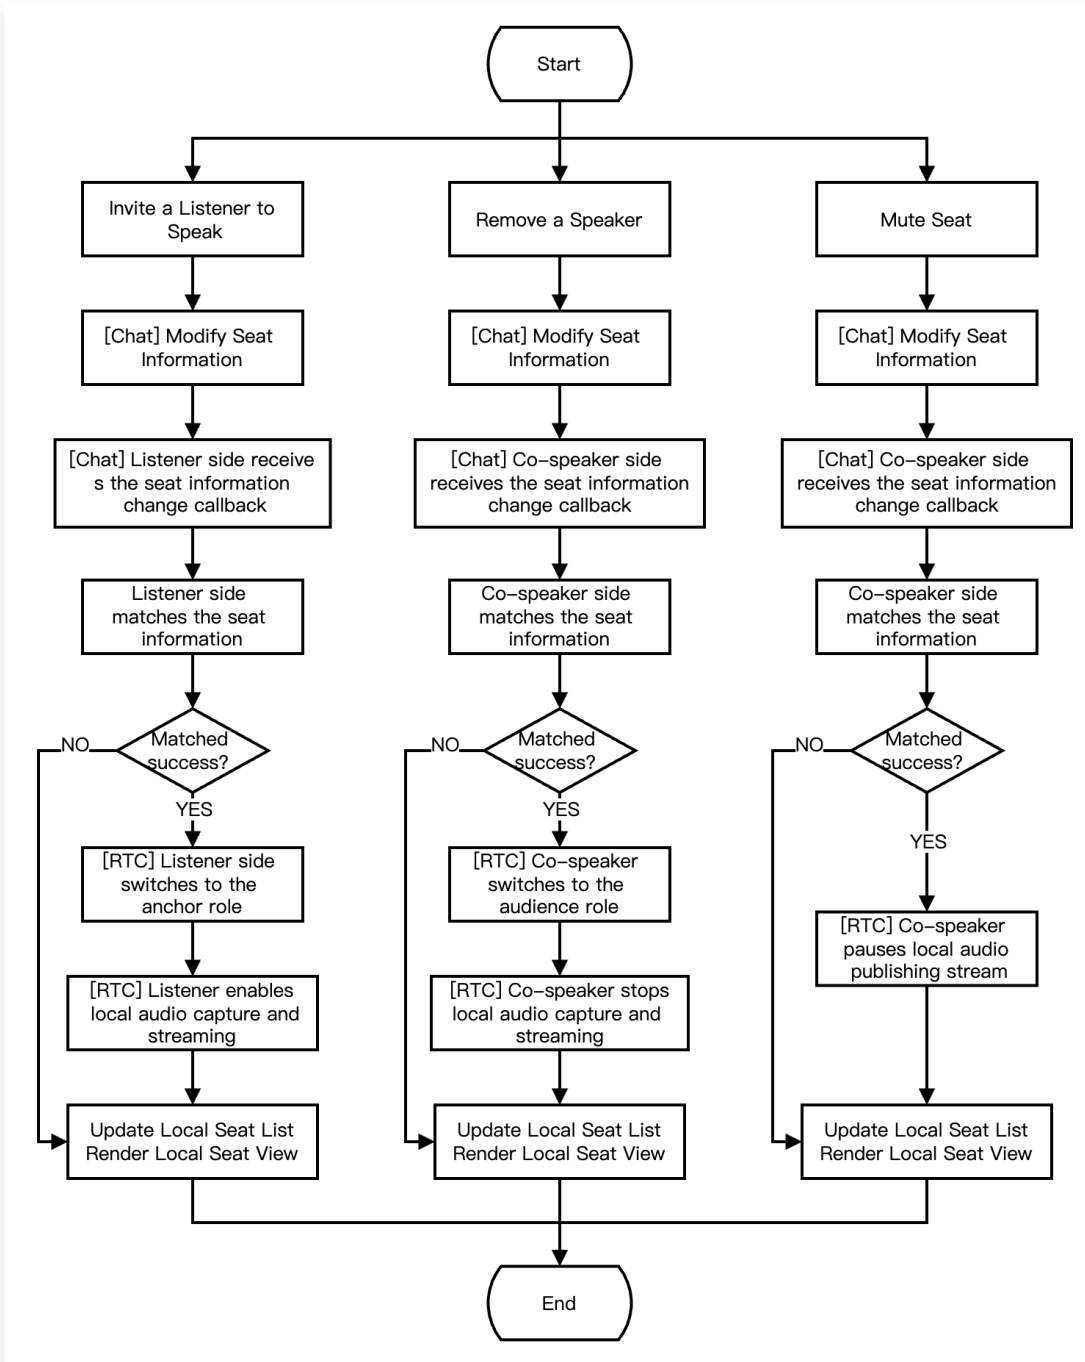 Start
Invite a Listener to
Speak
Remove a Speaker
Mute Seat
[Chat] Modify Seat
Information
[Chat] Modify Seat
Information
[Chat] Modify Seat
Information
[Chat] Listener side receive
s the seat information
change callback
[Chat] Co-speaker side
receives the seat information
change callback
[Chat] Co-speaker side
receives the seat information
change callback
Listener side
matches the seat
information
Co-speaker side
matches the seat
information
Co-speaker side
matches the seat
information
NO
Matched
success?
NO
Matched
success?
NO
Matched
success?
YES
YES
YES
[RTC] Listener side
switches to the
anchor role
[RTC] Co-speaker
switches to the
audience role
[RTC] Co-speaker
pauses local audio
publishing stream
[RTC] Listener enables
local audio capture and
streaming
[RTC] Co-speaker stops
local audio capture and
streaming
Update Local Seat List
Render Local Seat View
Update Local Seat List
Render Local Seat View
Update Local Seat List
Render Local Seat View
End